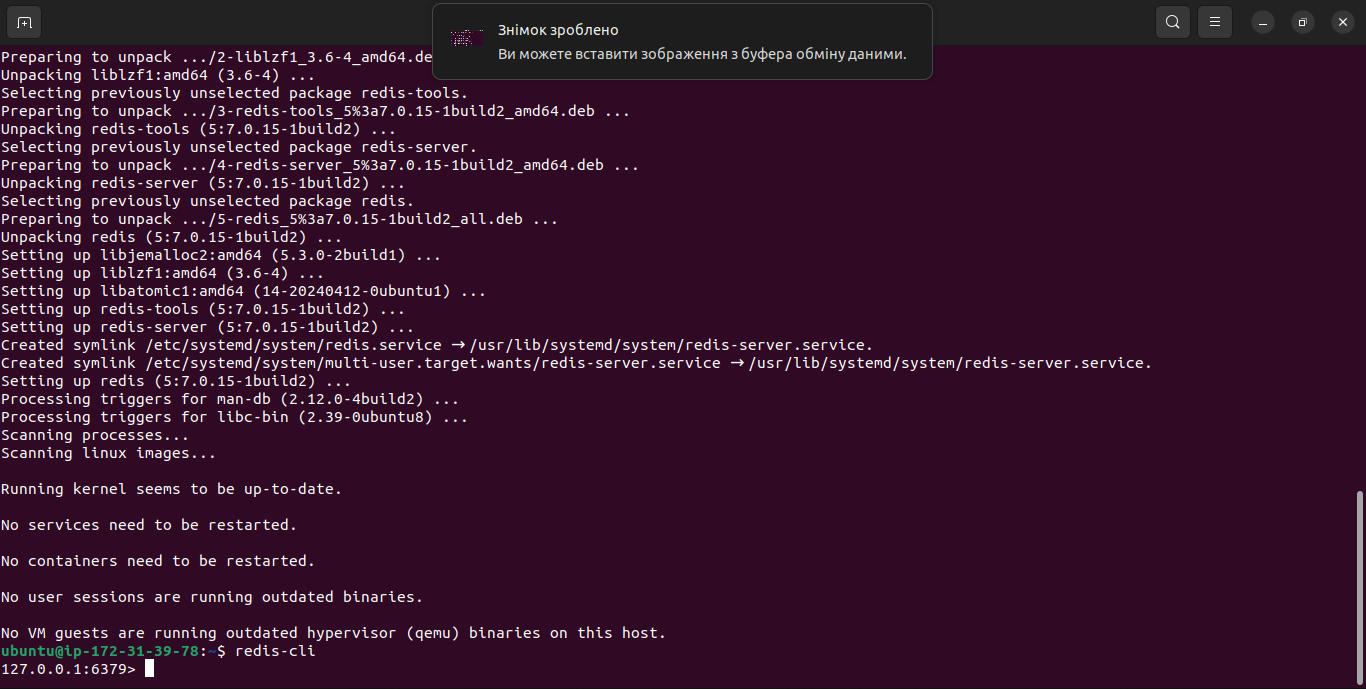 Знімок зроблено
Ви можете вставити зображення з буфера обміну даними.
Preparing to unpack .../2-liblzf1_3.6-4_amd64.de
Unpacking liblzf1:amd64 (3.6-4) ...
Selecting previously unselected package redis-tools.
Preparing to unpack .../3-redis-tools_5%3a7.0.15-1build2_amd64.deb ...
Unpacking redis-tools (5:7.0.15-1build2) ...
Selecting previously unselected package redis-server.
Preparing to unpack .../4-redis-server_5%3a7.0.15-1build2_amd64.deb ...
Unpacking redis-server (5:7.0.15-1build2) ...
Selecting previously unselected package redis.
Preparing to unpack .../5-redis_5%3a7.0.15-1build2_all.deb ...
Unpacking redis (5:7.0.15-1build2) ...
Setting up libjemalloc2:amd64 (5.3.0-2build1) ...
Setting up liblzf1:amd64 (3.6-4) ...
Setting up libatomic1:amd64 (14-20240412-0ubuntu1) ...
Setting up redis-tools (5:7.0.15-1build2) ...
Setting up redis-server (5:7.0.15-1build2) ...
Created symlink /etc/systemd/system/redis.service → /usr/lib/systemd/system/redis-server.service.
Created symlink /etc/systemd/system/multi-user.target.wants/redis-server.service → /usr/lib/systemd/system/redis-server.service.
Setting up redis (5:7.0.15-1build2) ...
Processing triggers for man-db (2.12.0-4build2) ...
Processing triggers for libc-bin (2.39-0ubuntu8) ...
Scanning processes...
Scanning linux images...
Running kernel seems to be up-to-date.
No services need to be restarted.
No containers need to be restarted.
No user sessions are running outdated binaries.
No VM guests are running outdated hypervisor (qemu) binaries on this host.
ubuntu@ip-172-31-39-78:~$ redis-cli
127.0.0.1:6379>